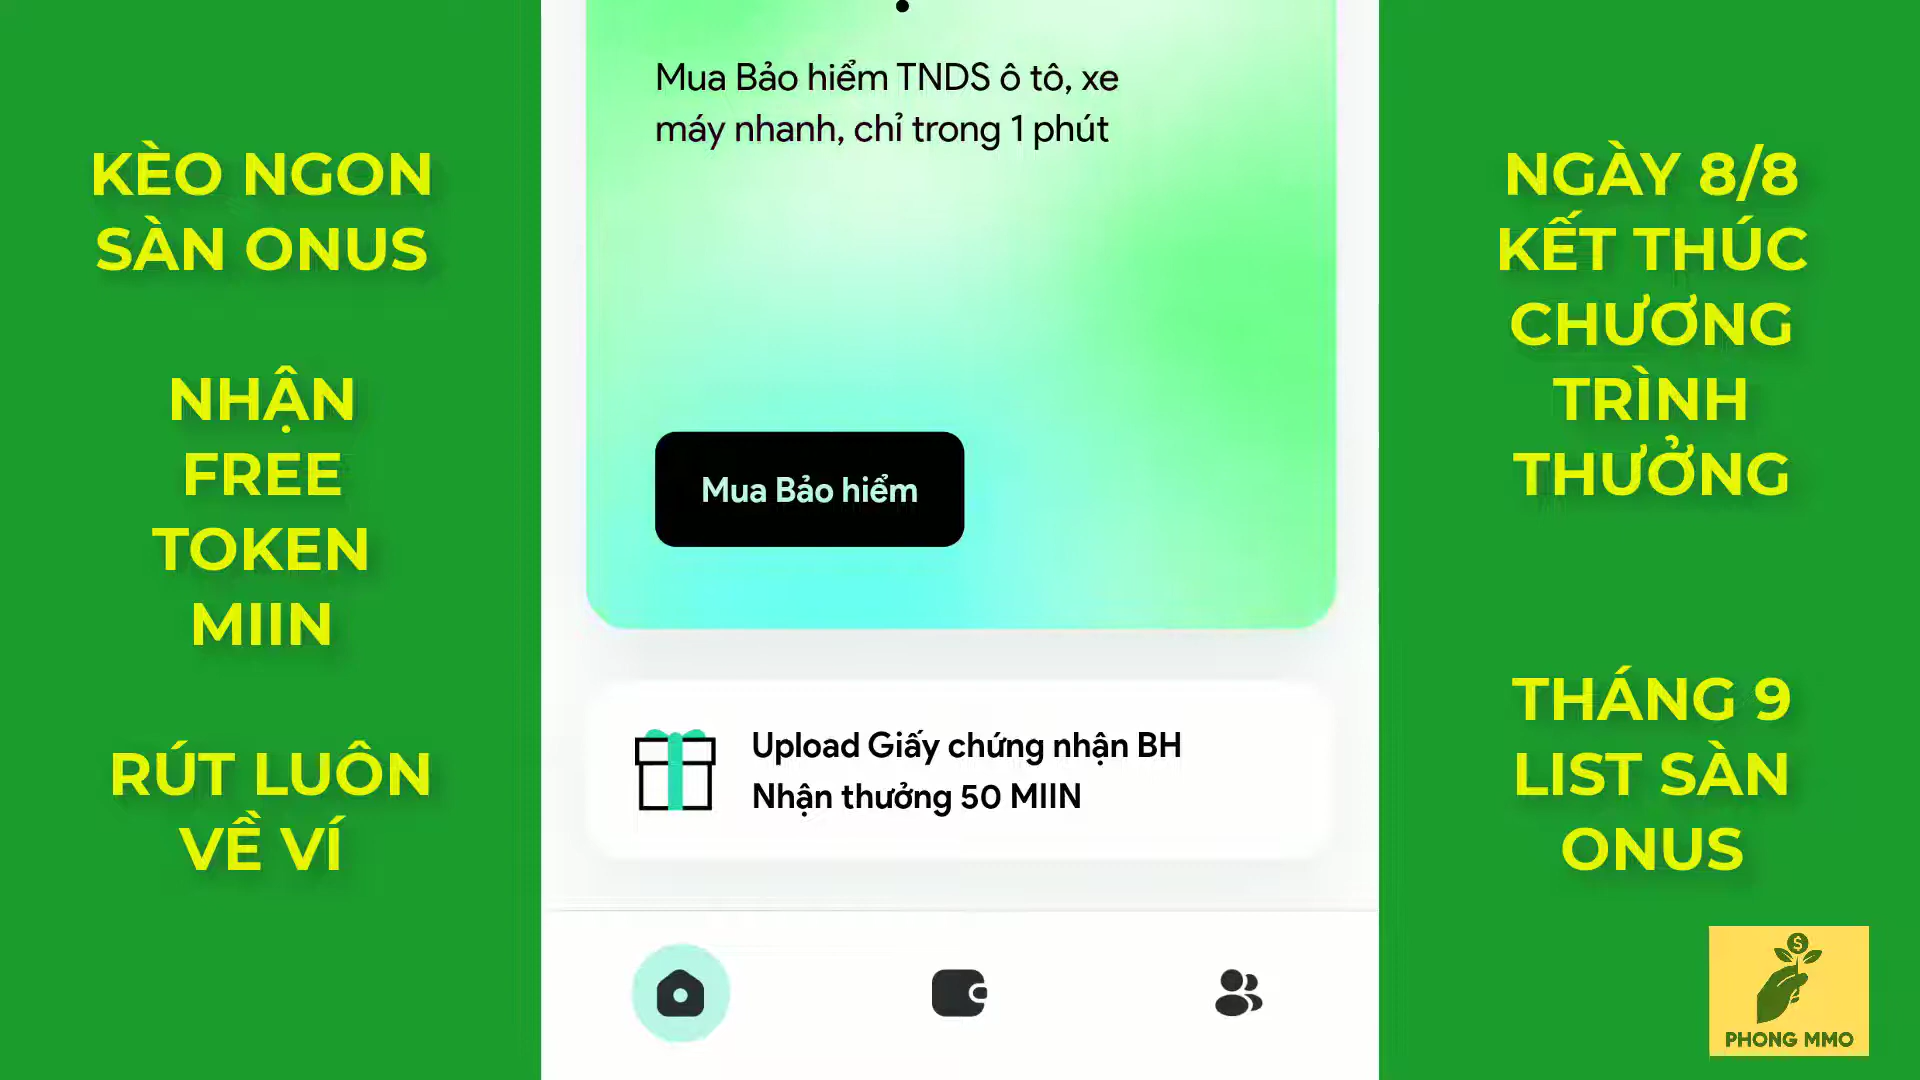 KÈO NGON
SÀN ONUS
NHẬN
FREE
TOKEN
MIIN
RÚT LUÔN
VỀ VÍ
Mua Bảo hiểm TNDS ô tô, xe
máy nhanh, chỉ trong 1 phút
Mua Bảo hiểm
Upload Giấy chứng nhận BH
Nhận thưởng 50 MIIN
NGÀY 8/8
KẾT THÚC
CHƯƠNG
TRÌNH
THƯỞNG
THÁNG 9
LIST SÀN
ONUS
$
PHONG MMO